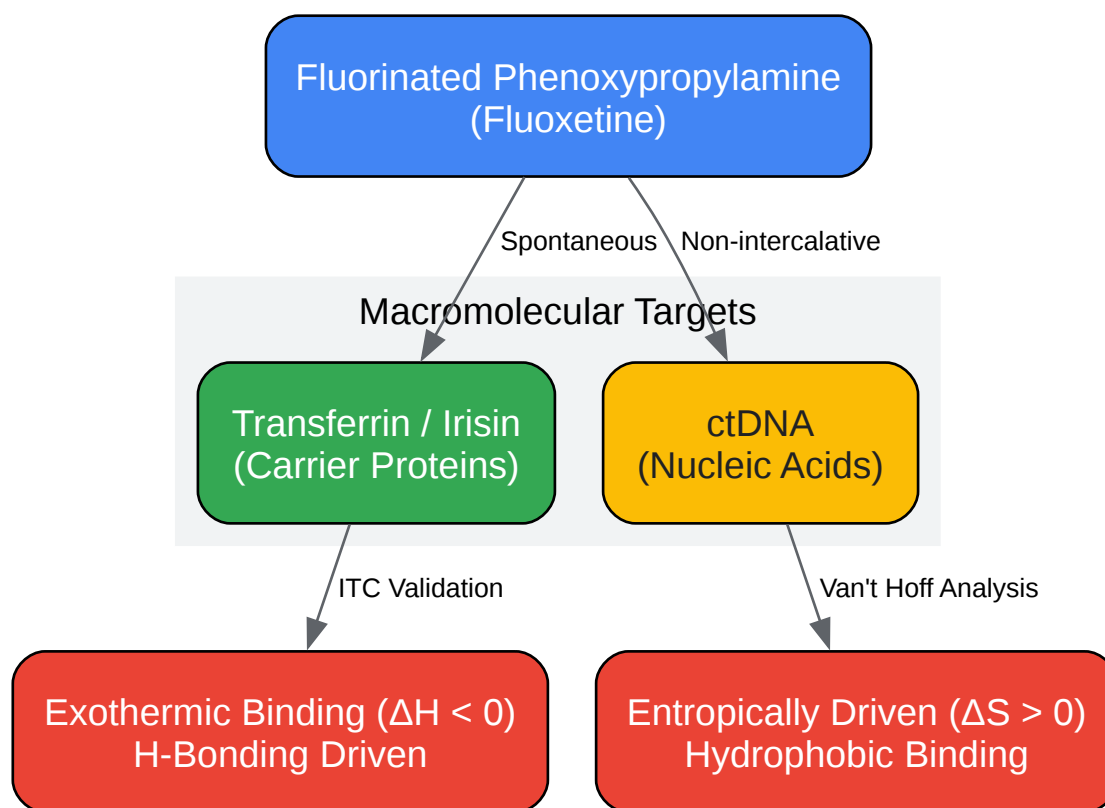 Fluorinated Phenoxypropylamine
(Fluoxetine)
Spontaneous
Non-intercalative
Macromolecular Targets
Transferrin / Irisin
(Carrier Proteins)
ctDNA
(Nucleic Acids)
ITC Validation
Van't Hoff Analysis
Exothermic Binding (ΔH < 0)
H-Bonding Driven
Entropically Driven (ΔS > 0)
Hydrophobic Binding